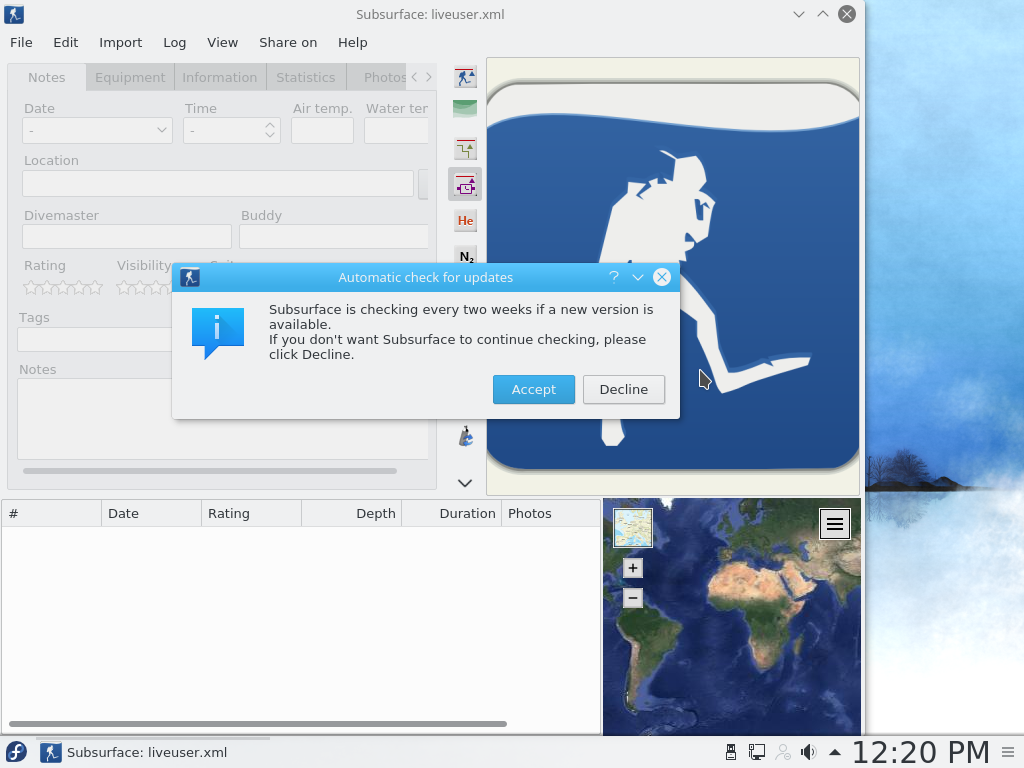 Subsurface: liveuser.xml
File Edit Import Log View Share on Help
Notes Equipment Information Statistics Photos
Date Time Air temp. Water ter
- -
Location
Divemaster Buddy
He
N₂
Rating Visibility
Automatic check for updates ?
Subsurface is checking every two weeks if a new version is
available.
If you don't want Subsurface to continue checking, please
click Decline.
Accept Decline
Tags
Notes
# Date Rating Depth Duration Photos
+
−
Subsurface: liveuser.xml 12:20 PM